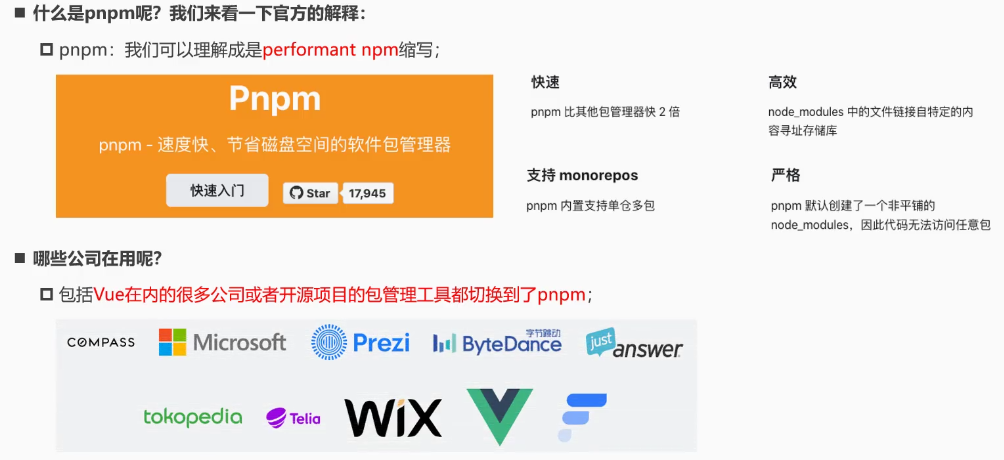 什么是pnpm呢？我们来看一下官方的解释：
pnpm：我们可以理解成是performant npm缩写；
Pnpm
pnpm - 速度快、节省磁盘空间的软件包管理器
快速入门
Star
17,945
快速
pnpm 比其他包管理器快 2 倍
高效
node_modules 中的文件链接自特定的内
容寻址存储库
支持 monorepos
pnpm 内置支持单仓多包
严格
pnpm 默认创建了一个非平铺的
node_modules，因此代码无法访问任意包
哪些公司在用呢？
包括Vue在内的很多公司或者开源项目的包管理工具都切换到了pnpm；
COMPASS
Microsoft
Prezi
字节跳动
ByteDance
just
answer
tokopedia
Telia
WiX